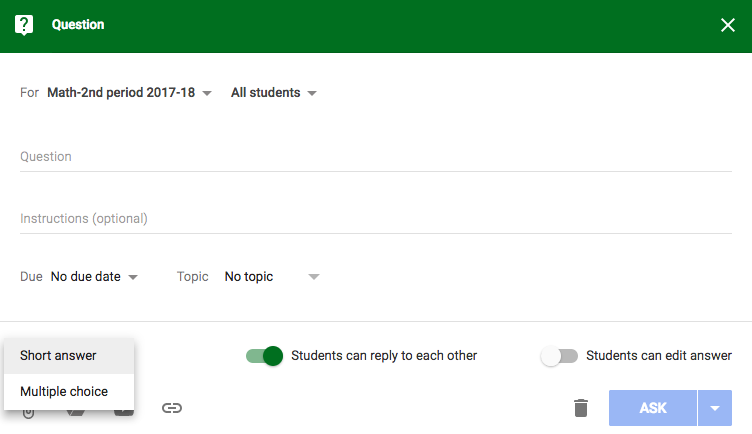 Question
For Math-2nd period 2017-18 All students
Question
Instructions (optional)
Due No due date Topic No topic
Short answer Students can reply to each other Students can edit answer
Multiple choice
ASK